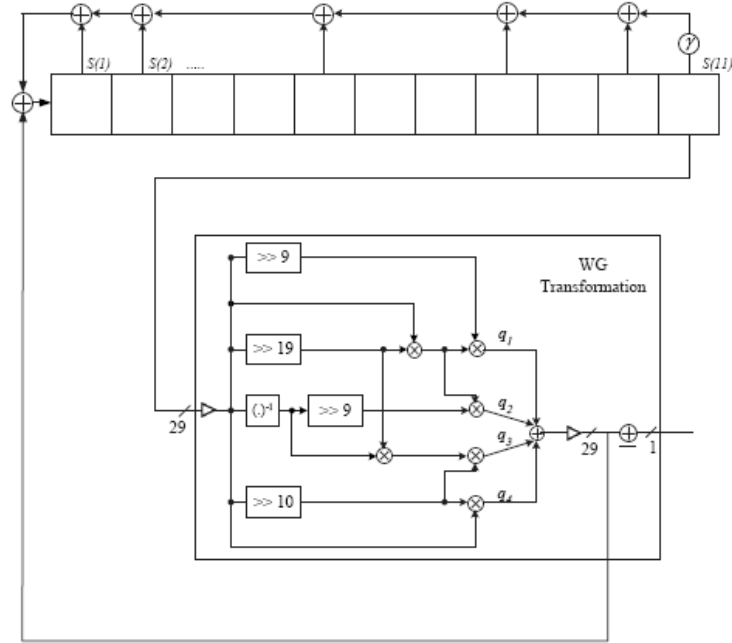 γ
S(1) S(2) ..... S(11)
WG
Transformation
>> 9
>> 19
q1
(.)⁻¹
>> 9
q2
29
q3
29
1
>> 10
q4